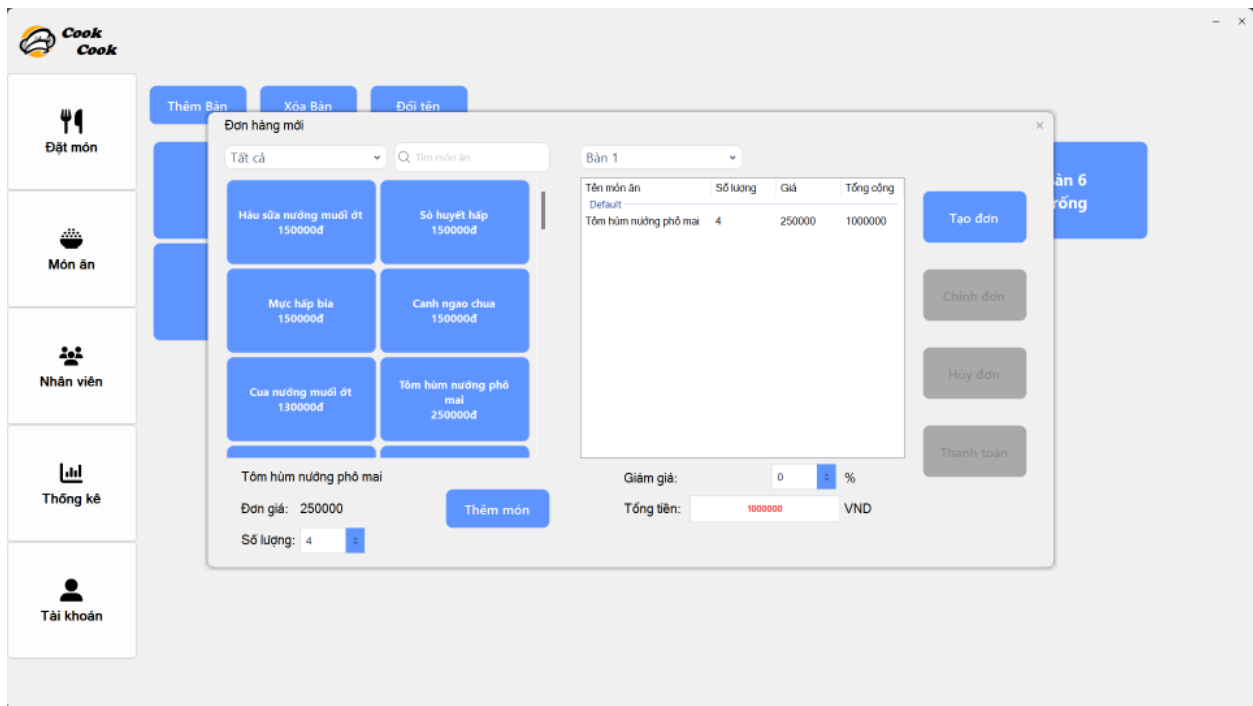 Cook
Cook
Đặt món
Món ăn
Nhân viên
Thống kê
Tài khoản
Thêm Bàn
Xóa Bàn
Đổi tên
Đơn hàng mới
Tất cả
Tìm món ăn
Bàn 1
Hàu sữa nướng muối ớt
150000đ
Sò huyết hấp
150000đ
Mực hấp bia
150000đ
Canh ngao chua
150000đ
Cua nướng muối ớt
130000đ
Tôm hùm nướng phô
mai
250000đ
Tôm hùm nướng phô mai
Đơn giá: 250000
Số lượng: 4
Thêm món
Tên món ăn Số lượng Giá Tổng cộng
Default
Tôm hùm nướng phô mai 4 250000 1000000
Giảm giá: 0 %
Tổng tiền: 1000000 VND
Tạo đơn
Chỉnh đơn
Hủy đơn
Thanh toán
àn 6
rống